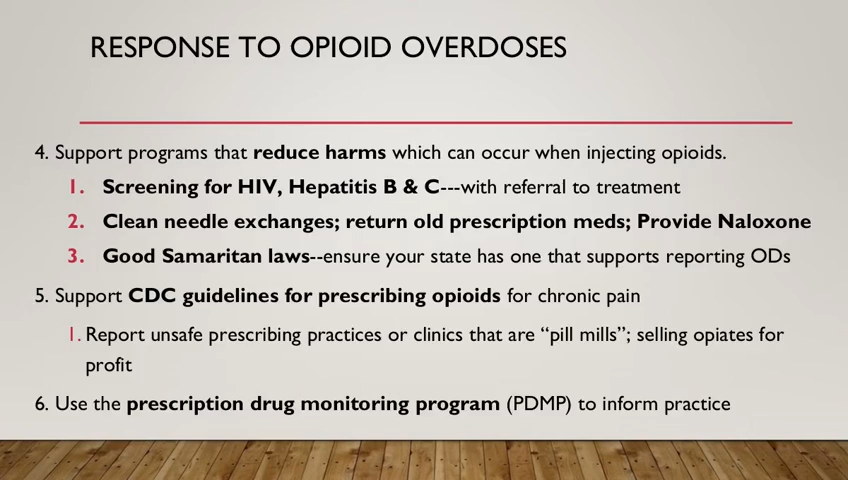 RESPONSE TO OPIOID OVERDOSES
4. Support programs that reduce harms which can occur when injecting opioids.
1. Screening for HIV, Hepatitis B & C---with referral to treatment
2. Clean needle exchanges; return old prescription meds; Provide Naloxone
3. Good Samaritan laws--ensure your state has one that supports reporting ODs
5. Support CDC guidelines for prescribing opioids for chronic pain
1. Report unsafe prescribing practices or clinics that are “pill mills”; selling opiates for
profit
6. Use the prescription drug monitoring program (PDMP) to inform practice